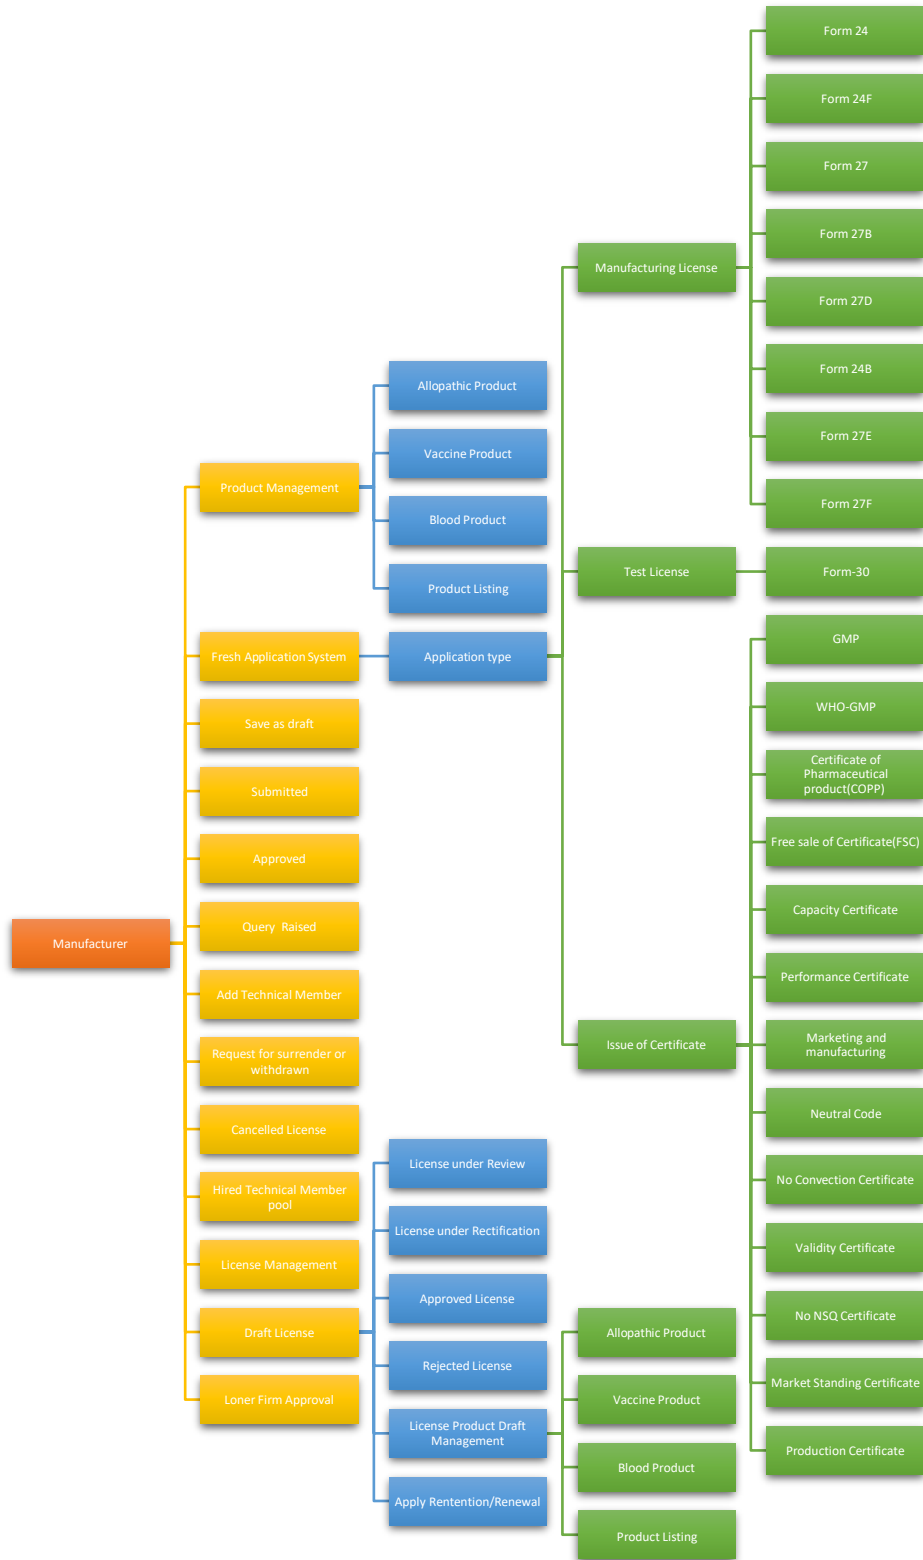 Manufacturer
Product Management
Allopathic Product
Vaccine Product
Blood Product
Product Listing
Fresh Application System
Application type
Manufacturing License
Form 24
Form 24F
Form 27
Form 27B
Form 27D
Form 24B
Form 27E
Form 27F
Test License
Form-30
Issue of Certificate
GMP
WHO-GMP
Certificate of
Pharmaceutical
product(COPP)
Free sale of Certificate(FSC)
Capacity Certificate
Performance Certificate
Marketing and
manufacturing
Neutral Code
No Convection Certificate
Validity Certificate
No NSQ Certificate
Market Standing Certificate
Production Certificate
Save as draft
Submitted
Approved
Query Raised
Add Technical Member
Request for surrender or
withdrawn
Cancelled License
Hired Technical Member
pool
License Management
Draft License
License under Review
License under Rectification
Approved License
Rejected License
License Product Draft
Management
Allopathic Product
Vaccine Product
Blood Product
Product Listing
Apply Rentention/Renewal
Loner Firm Approval